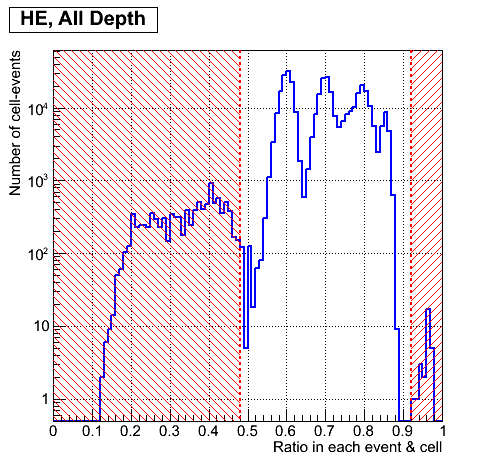 HE, All Depth
Number of cell-events
10⁴
10³
10²
10
1
0 0.1 0.2 0.3 0.4 0.5 0.6 0.7 0.8 0.9 1
Ratio in each event & cell